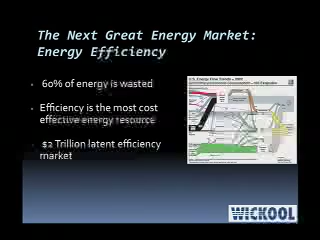 The Next Great Energy Market:
Energy Efficiency
60% of energy is wasted
Efficiency is the most cost
effective energy resource
$2 Trillion latent efficiency
market
WICKOOL